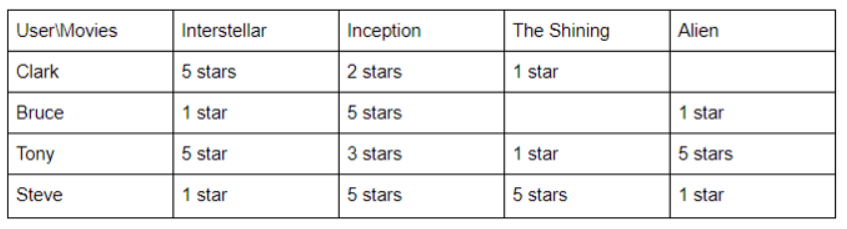 User\Movies Interstellar Inception The Shining Alien
Clark 5 stars 2 stars 1 star
Bruce 1 star 5 stars 1 star
Tony 5 star 3 stars 1 star 5 stars
Steve 1 star 5 stars 5 stars 1 star